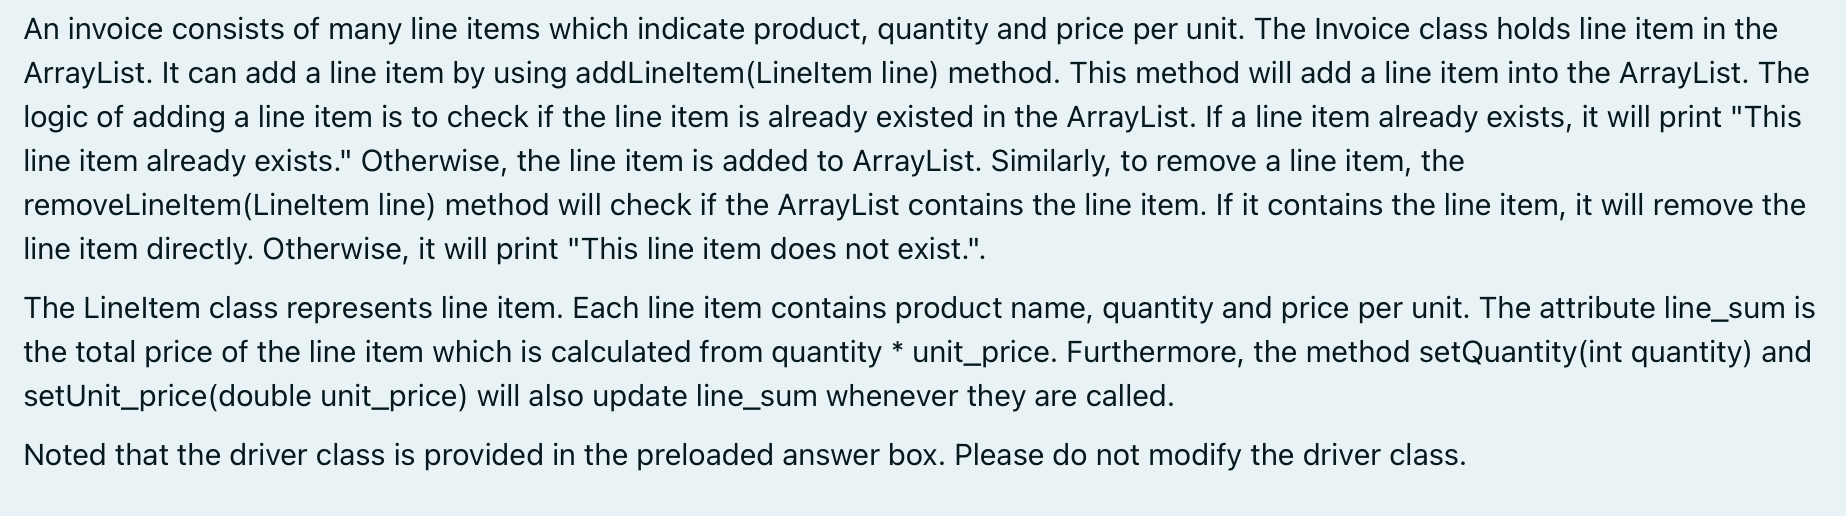 An invoice consists of many line items which indicate product, quantity and price per unit. The Invoice class holds line item in the
ArrayList. It can add a line item by using addLineItem(LineItem line) method. This method will add a line item into the ArrayList. The
logic of adding a line item is to check if the line item is already existed in the ArrayList. If a line item already exists, it will print "This
line item already exists." Otherwise, the line item is added to ArrayList. Similarly, to remove a line item, the
removeLineItem(LineItem line) method will check if the ArrayList contains the line item. If it contains the line item, it will remove the
line item directly. Otherwise, it will print "This line item does not exist.".
The LineItem class represents line item. Each line item contains product name, quantity and price per unit. The attribute line_sum is
the total price of the line item which is calculated from quantity * unit_price. Furthermore, the method setQuantity(int quantity) and
setUnit_price(double unit_price) will also update line_sum whenever they are called.
Noted that the driver class is provided in the preloaded answer box. Please do not modify the driver class.